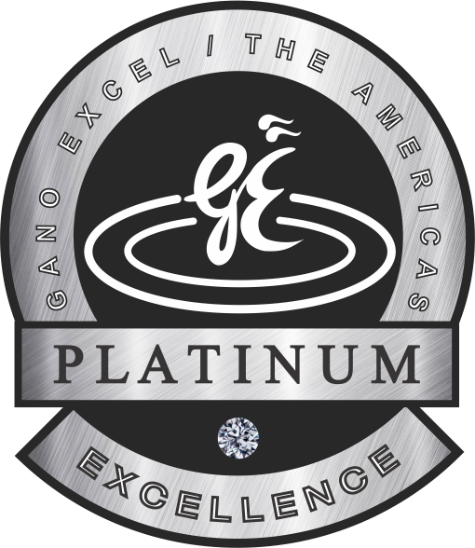 GANO EXCEL | THE AMERICAS
GE
PLATINUM
EXCELLENCE